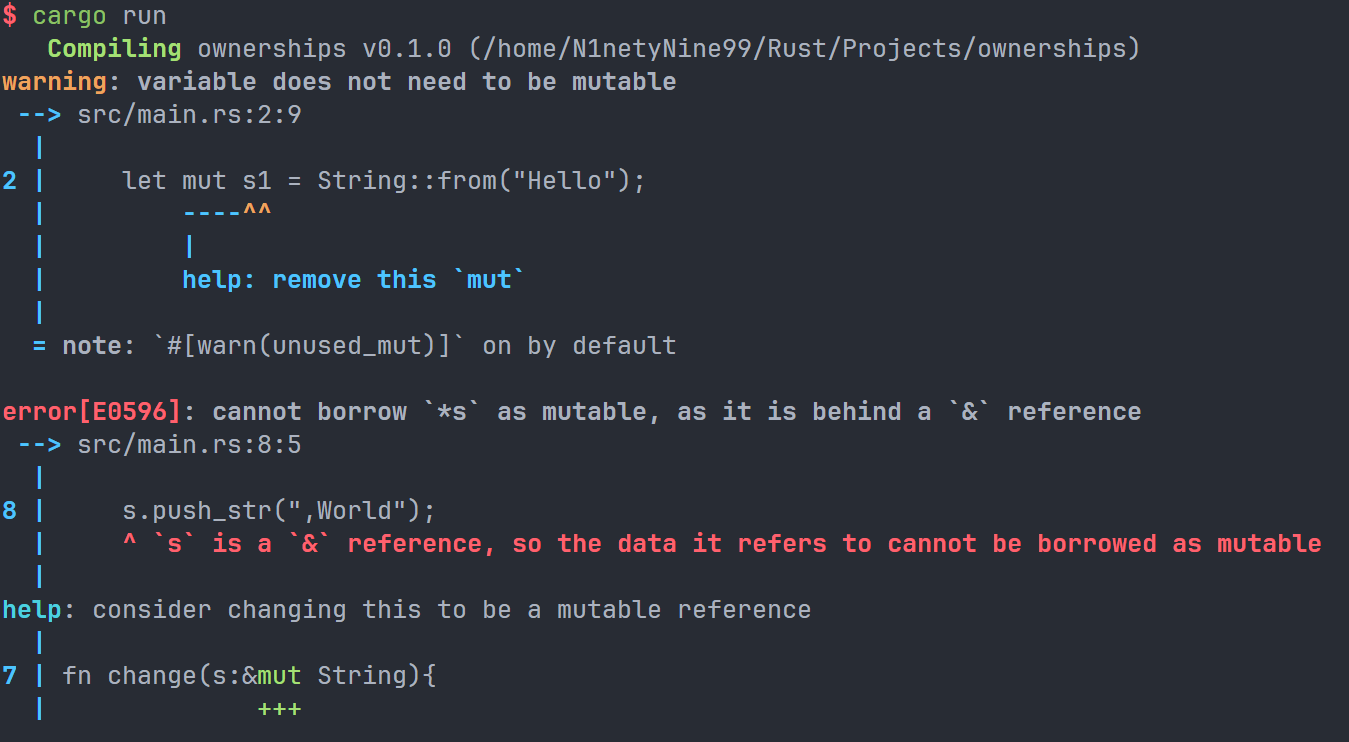 $ cargo run
   Compiling ownerships v0.1.0 (/home/N1netyNine99/Rust/Projects/ownerships)
warning: variable does not need to be mutable
 --> src/main.rs:2:9
  |
2 |     let mut s1 = String::from("Hello");
  |         ----^^
  |         |
  |         help: remove this `mut`
  |
  = note: `#[warn(unused_mut)]` on by default

error[E0596]: cannot borrow `*s` as mutable, as it is behind a `&` reference
 --> src/main.rs:8:5
  |
8 |     s.push_str(",World");
  |     ^ `s` is a `&` reference, so the data it refers to cannot be borrowed as mutable
  |
help: consider changing this to be a mutable reference
  |
7 | fn change(s:&mut String){
  |              +++